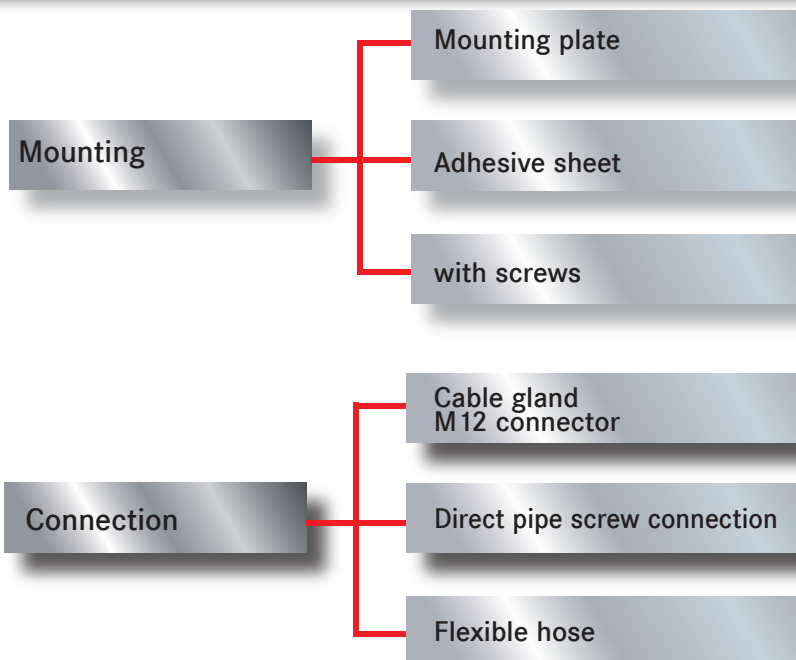 Mounting
Mounting plate
Adhesive sheet
with screws
Connection
Cable gland
M12 connector
Direct pipe screw connection
Flexible hose